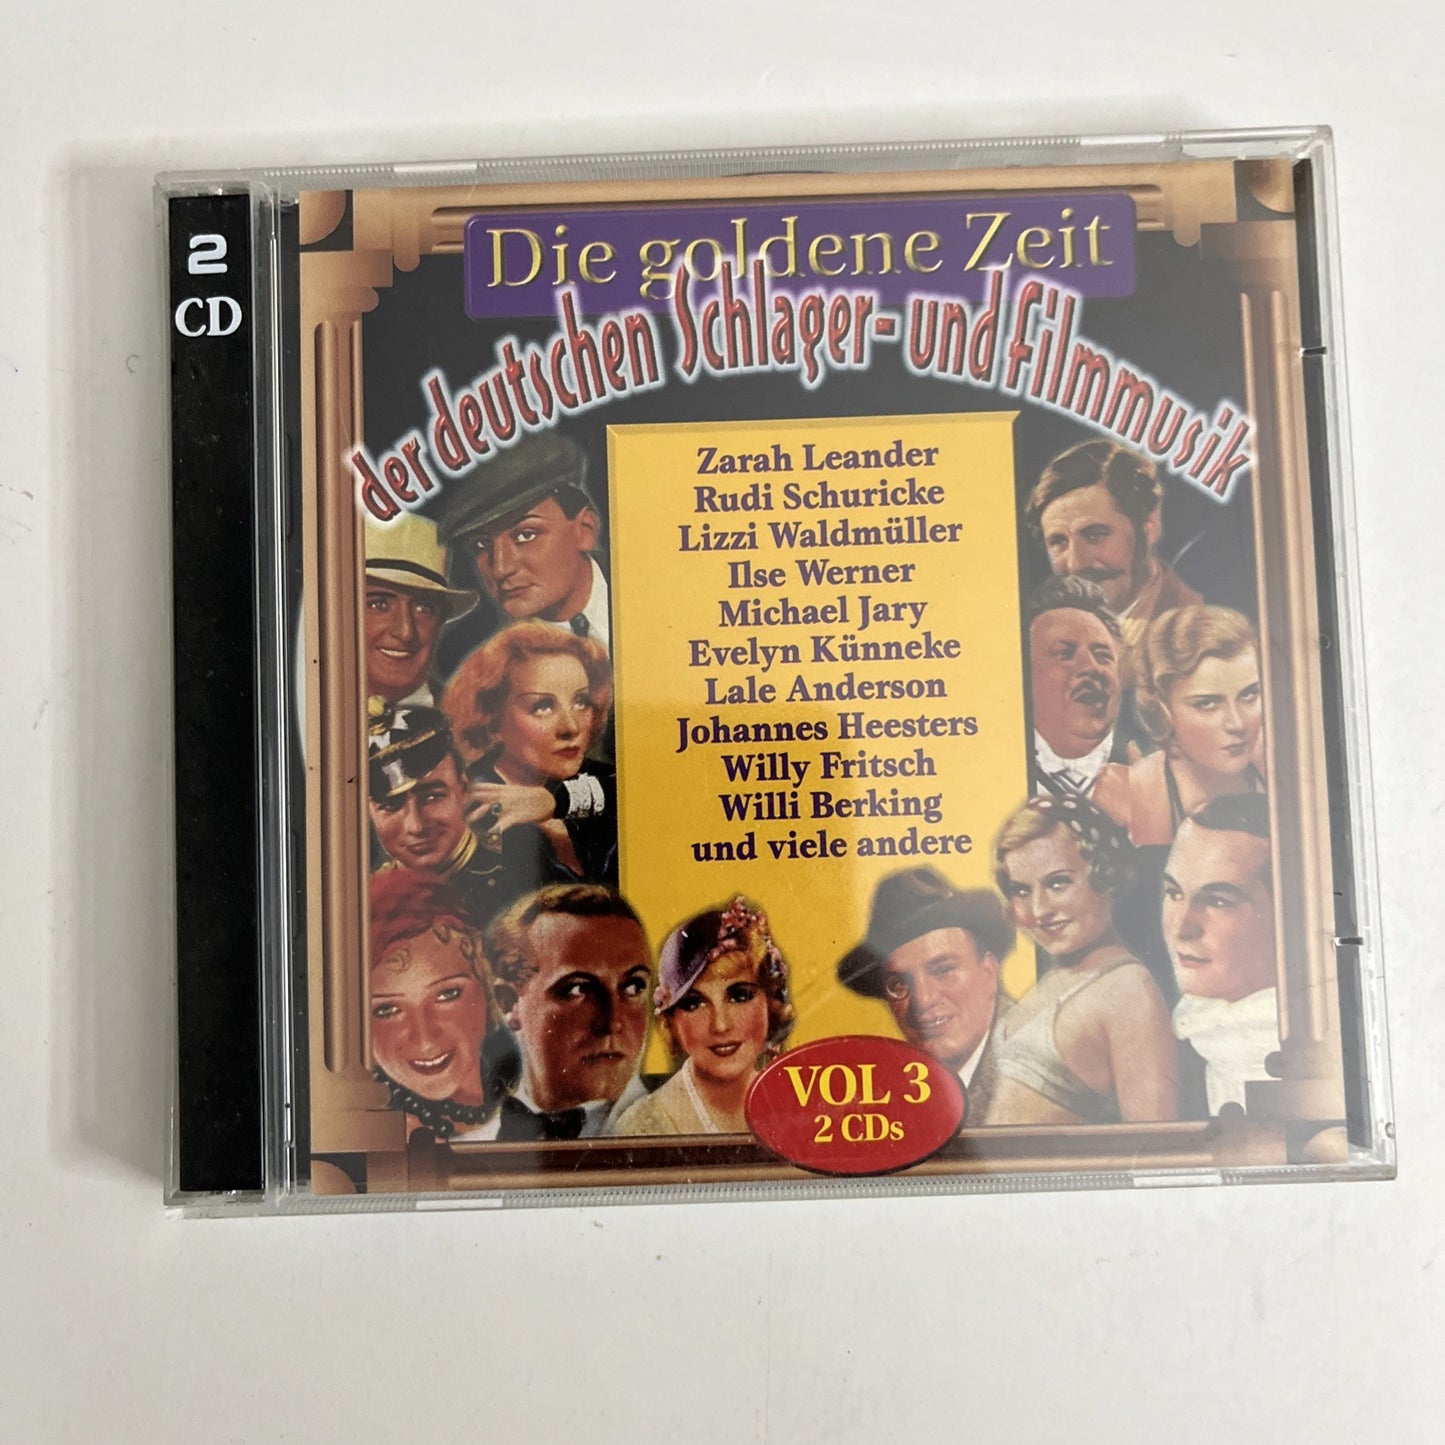 2
CD
Die goldene Zeit
der deutschen Schlager- und Filmmusik
Zarah Leander
Rudi Schuricke
Lizzi Waldmüller
Ilse Werner
Michael Jary
Evelyn Künneke
Lale Anderson
Johannes Heesters
Willy Fritsch
Willi Berking
und viele andere
VOL 3
2 CDs